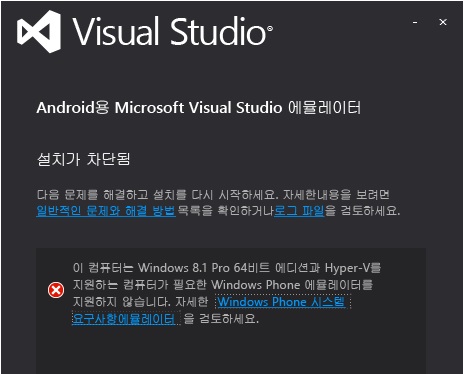 Visual Studio®
Android용 Microsoft Visual Studio 에뮬레이터
설치가 차단됨
다음 문제를 해결하고 설치를 다시 시작하세요. 자세한내용을 보려면
일반적인 문제와 해결 방법 목록을 확인하거나로그 파일을 검토하세요.
이 컴퓨터는 Windows 8.1 Pro 64비트 에디션과 Hyper-V를
지원하는 컴퓨터가 필요한 Windows Phone 에뮬레이터를
지원하지 않습니다. 자세한 Windows Phone 시스템
요구사항에뮬레이터 을 검토하세요.